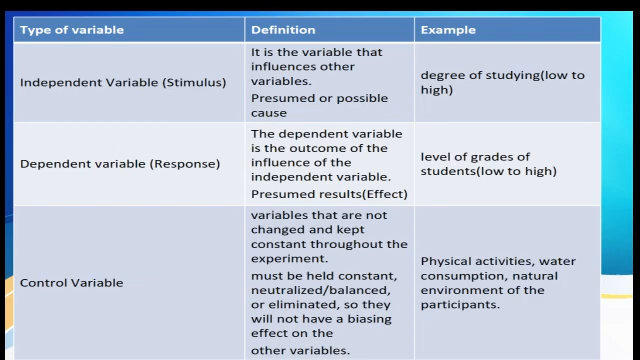 Type of variable
Definition
Example
Independent Variable (Stimulus)
It is the variable that
influences other
variables.
Presumed or possible
cause
degree of studying(low to
high)
Dependent variable (Response)
The dependent variable
is the outcome of the
influence of the
independent variable.
Presumed results(Effect)
level of grades of
students(low to high)
Control Variable
variables that are not
changed and kept
constant throughout the
experiment.
must be held constant,
neutralized/balanced,
or eliminated, so they
will not have a biasing
effect on the
other variables.
Physical activities, water
consumption, natural
environment of the
participants.